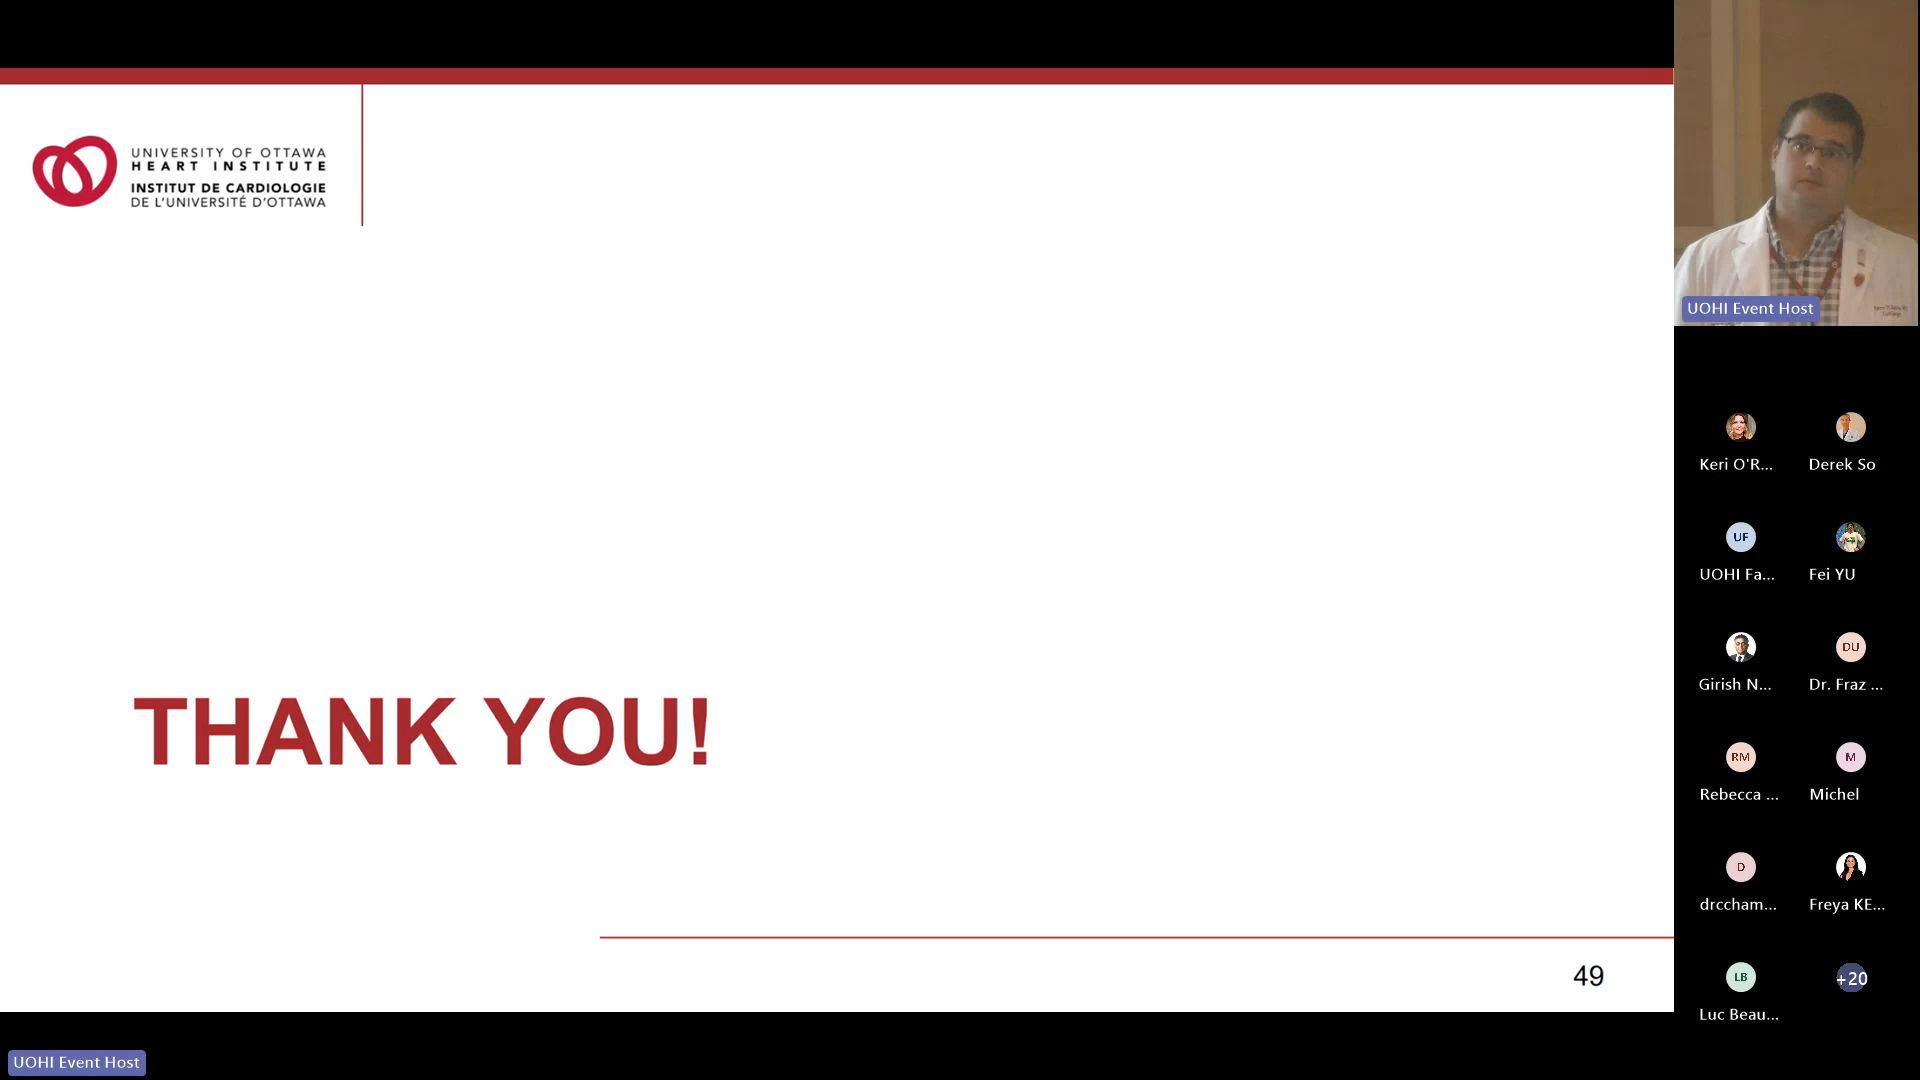 UNIVERSITY OF OTTAWA
HEART INSTITUTE
INSTITUT DE CARDIOLOGIE
DE L'UNIVERSITÉ D'OTTAWA
THANK YOU!
49
UOHI Event Host
UOHI Event Host
Keri O'R...
Derek So
UF
UOHI Fa...
Fei YU
Girish N...
DU
Dr. Fraz ...
RM
Rebecca ...
M
Michel
D
drccham...
Freya KE...
LB
Luc Beau...
+20